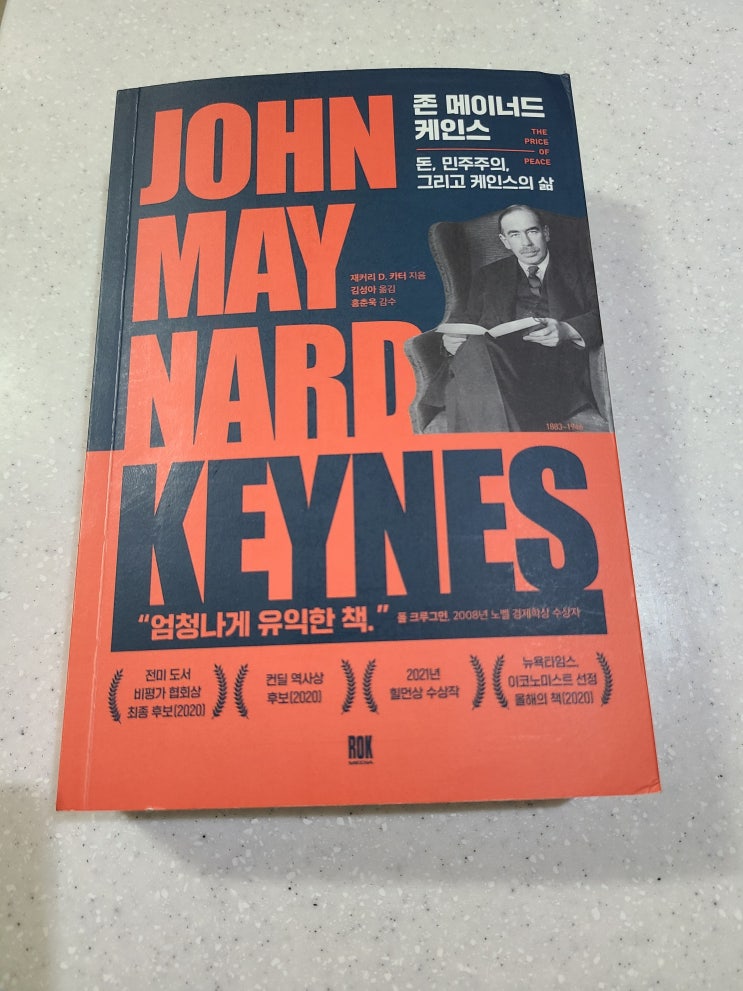 JOHN
MAY
NARD
KEYNES
존 메이너드
케인스
THE
PRICE
OF
PEACE
돈, 민주주의,
그리고 케인스의 삶
재커리 D. 카터 지음
김성아 옮김
홍춘욱 감수
1883~1946
“엄청나게 유익한 책.” 폴 크루그먼, 2008년 노벨 경제학상 수상자
전미 도서
비평가 협회상
최종 후보(2020)
컨딜 역사상
후보(2020)
2021년
힐먼상 수상작
뉴욕타임스,
이코노미스트 선정
올해의 책(2020)
ROK
MEDIA